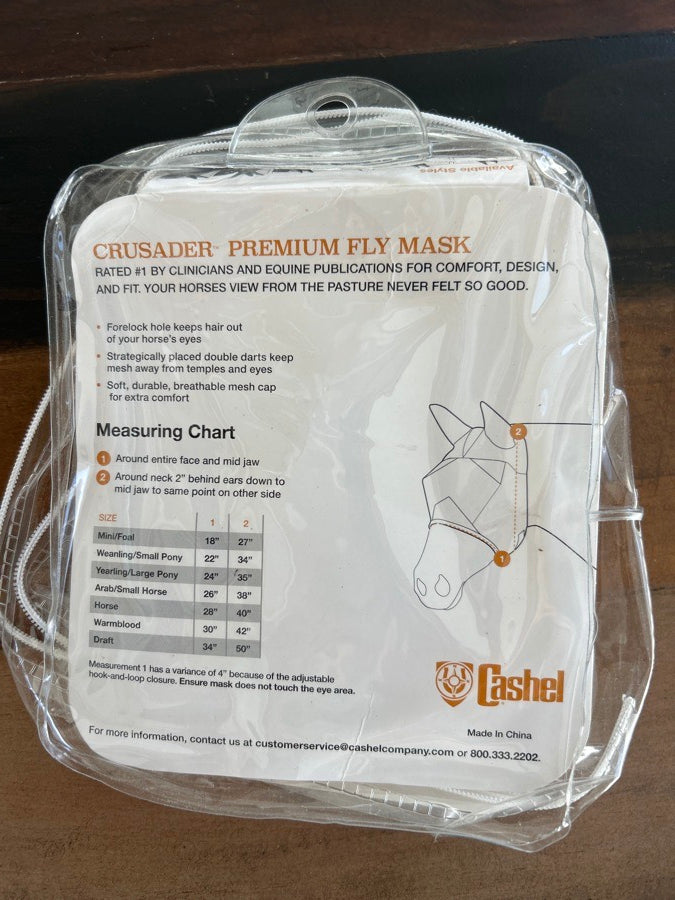 Available Styles
CRUSADER™ PREMIUM FLY MASK
RATED #1 BY CLINICIANS AND EQUINE PUBLICATIONS FOR COMFORT, DESIGN,
AND FIT. YOUR HORSES VIEW FROM THE PASTURE NEVER FELT SO GOOD.
• Forelock hole keeps hair out
of your horse's eyes
• Strategically placed double darts keep
mesh away from temples and eyes
• Soft, durable, breathable mesh cap
for extra comfort
Measuring Chart
1 Around entire face and mid jaw
2 Around neck 2" behind ears down to
mid jaw to same point on other side
SIZE 1 2
Mini/Foal 18" 27"
Weanling/Small Pony 22" 34"
Yearling/Large Pony 24" 35"
Arab/Small Horse 26" 38"
Horse 28" 40"
Warmblood 30" 42"
Draft 34" 50"
2
1
Measurement 1 has a variance of 4" because of the adjustable
hook-and-loop closure. Ensure mask does not touch the eye area.
Cashel
Made In China
For more information, contact us at customerservice@cashelcompany.com or 800.333.2202.